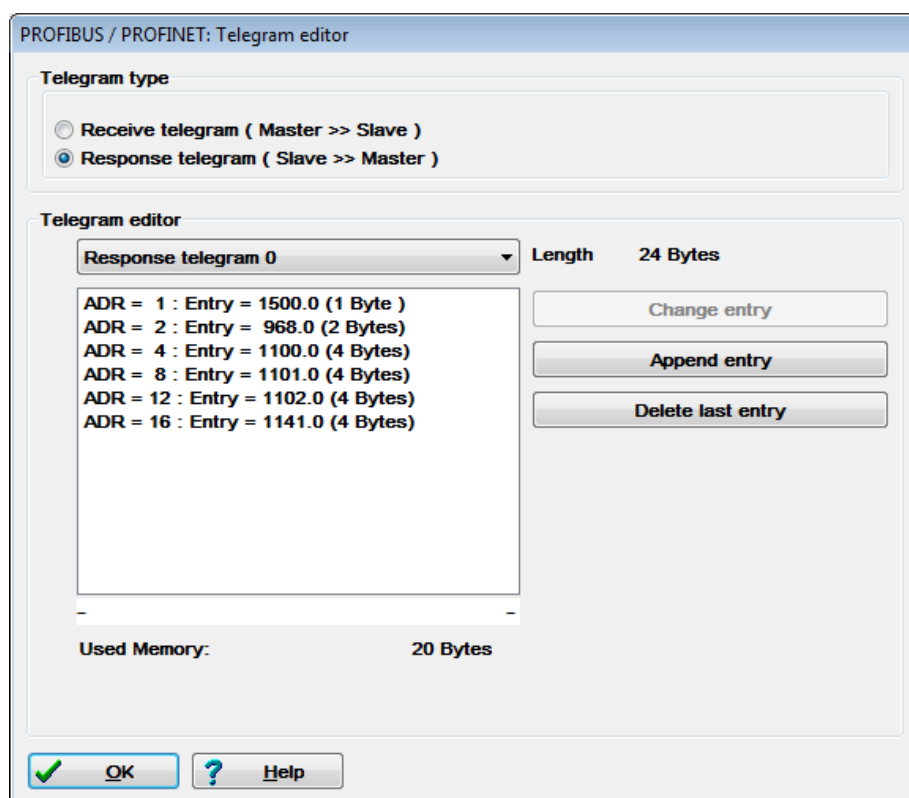 PROFIBUS / PROFINET: Telegram editor
Telegram type
Receive telegram ( Master >> Slave )
Response telegram ( Slave >> Master )
Telegram editor
Response telegram 0
Length 24 Bytes
ADR = 1 : Entry = 1500.0 (1 Byte )
ADR = 2 : Entry = 968.0 (2 Bytes)
ADR = 4 : Entry = 1100.0 (4 Bytes)
ADR = 8 : Entry = 1101.0 (4 Bytes)
ADR = 12 : Entry = 1102.0 (4 Bytes)
ADR = 16 : Entry = 1141.0 (4 Bytes)
Change entry
Append entry
Delete last entry
- -
Used Memory: 20 Bytes
OK
? Help